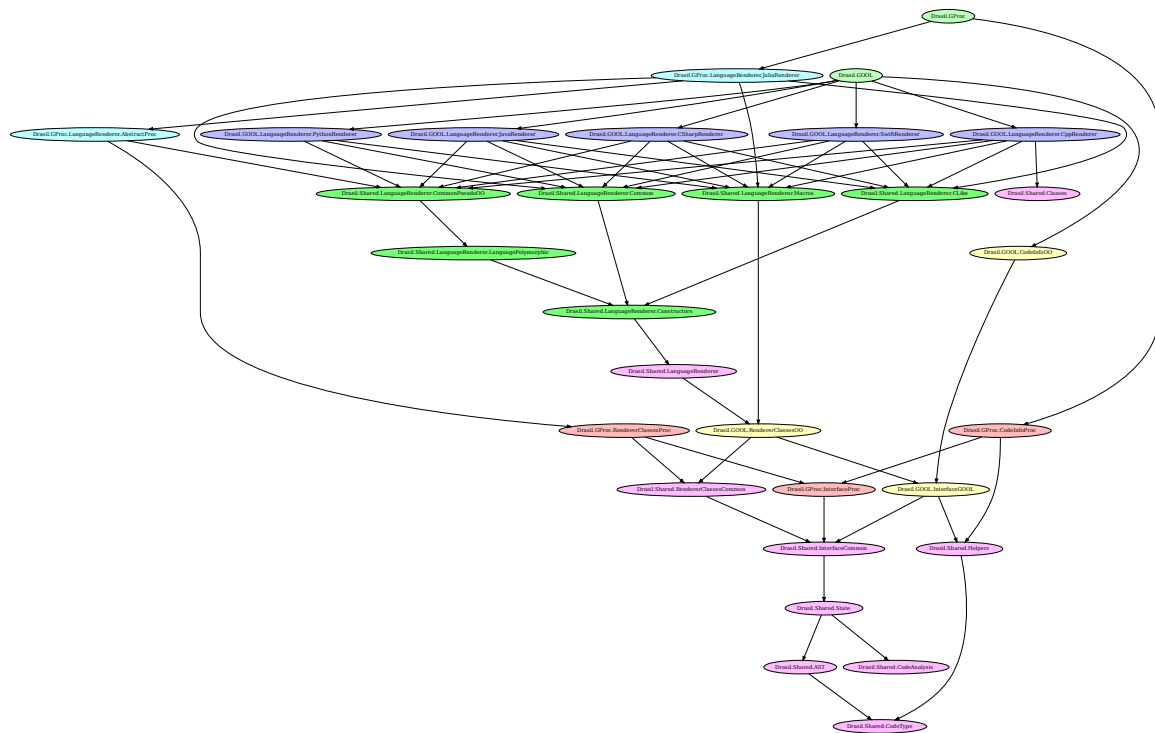 Drasil.GProc
Drasil.GProc.LanguageRenderer.JuliaRenderer
Drasil.GOOL
Drasil.GProc.LanguageRenderer.AbstractProc
Drasil.GOOL.LanguageRenderer.PythonRenderer
Drasil.GOOL.LanguageRenderer.JavaRenderer
Drasil.GOOL.LanguageRenderer.CSharpRenderer
Drasil.GOOL.LanguageRenderer.SwiftRenderer
Drasil.GOOL.LanguageRenderer.CppRenderer
Drasil.Shared.LanguageRenderer.CommonPseudoOO
Drasil.Shared.LanguageRenderer.Common
Drasil.Shared.LanguageRenderer.Macros
Drasil.Shared.LanguageRenderer.CLike
Drasil.Shared.Classes
Drasil.Shared.LanguageRenderer.LanguagePolymorphic
Drasil.GOOL.CodeInfoOO
Drasil.Shared.LanguageRenderer.Constructors
Drasil.Shared.LanguageRenderer
Drasil.GProc.RendererClassesProc
Drasil.GOOL.RendererClassesOO
Drasil.GProc.CodeInfoProc
Drasil.Shared.RendererClassesCommon
Drasil.GProc.InterfaceProc
Drasil.GOOL.InterfaceGOOL
Drasil.Shared.InterfaceCommon
Drasil.Shared.Helpers
Drasil.Shared.State
Drasil.Shared.AST
Drasil.Shared.CodeAnalysis
Drasil.Shared.CodeType